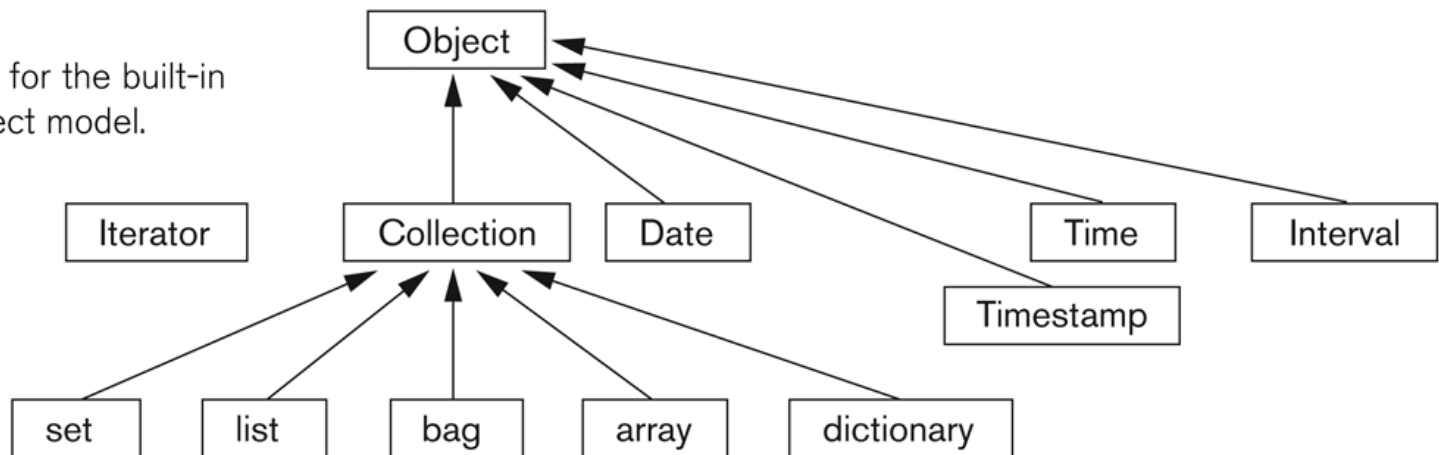 Object
for the built-in
ect model.
Iterator
Collection
Date
Time
Interval
Timestamp
set
list
bag
array
dictionary